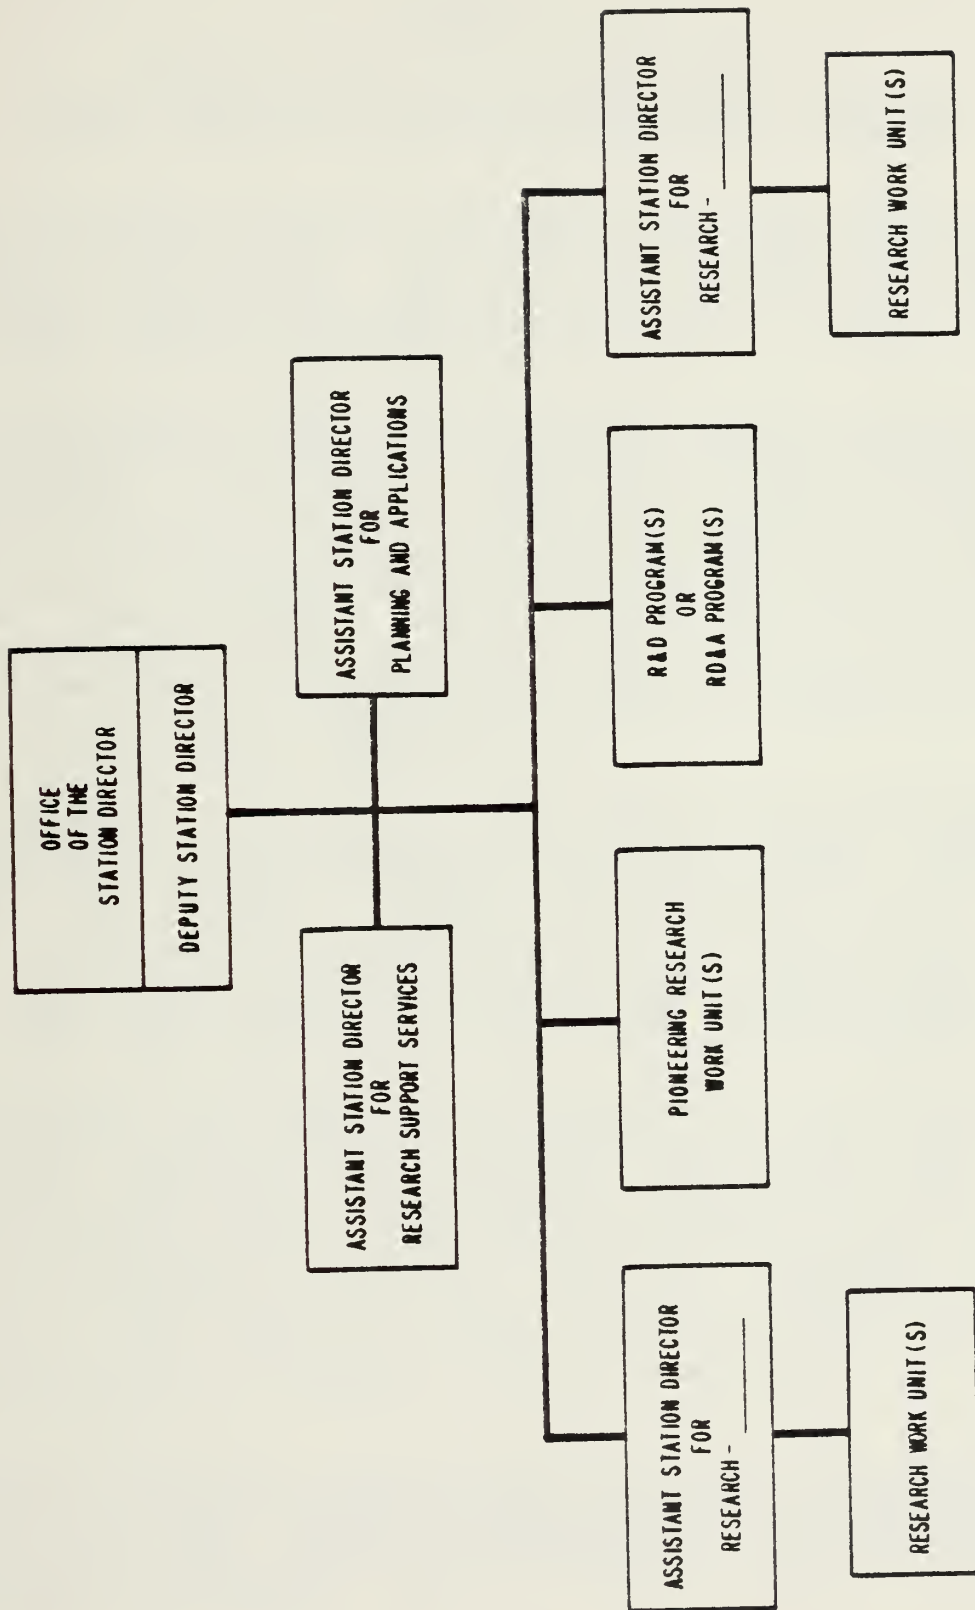 OFFICE
OF THE
STATION DIRECTOR
DEPUTY STATION DIRECTOR
ASSISTANT STATION DIRECTOR
FOR
RESEARCH SUPPORT SERVICES
ASSISTANT STATION DIRECTOR
FOR
PLANNING AND APPLICATIONS
ASSISTANT STATION DIRECTOR
FOR
RESEARCH- ________
PIONEERING RESEARCH
WORK UNIT(S)
R&D PROGRAM(S)
OR
RD&A PROGRAM(S)
ASSISTANT STATION DIRECTOR
FOR
RESEARCH- ________
RESEARCH WORK UNIT(S)
RESEARCH WORK UNIT(S)